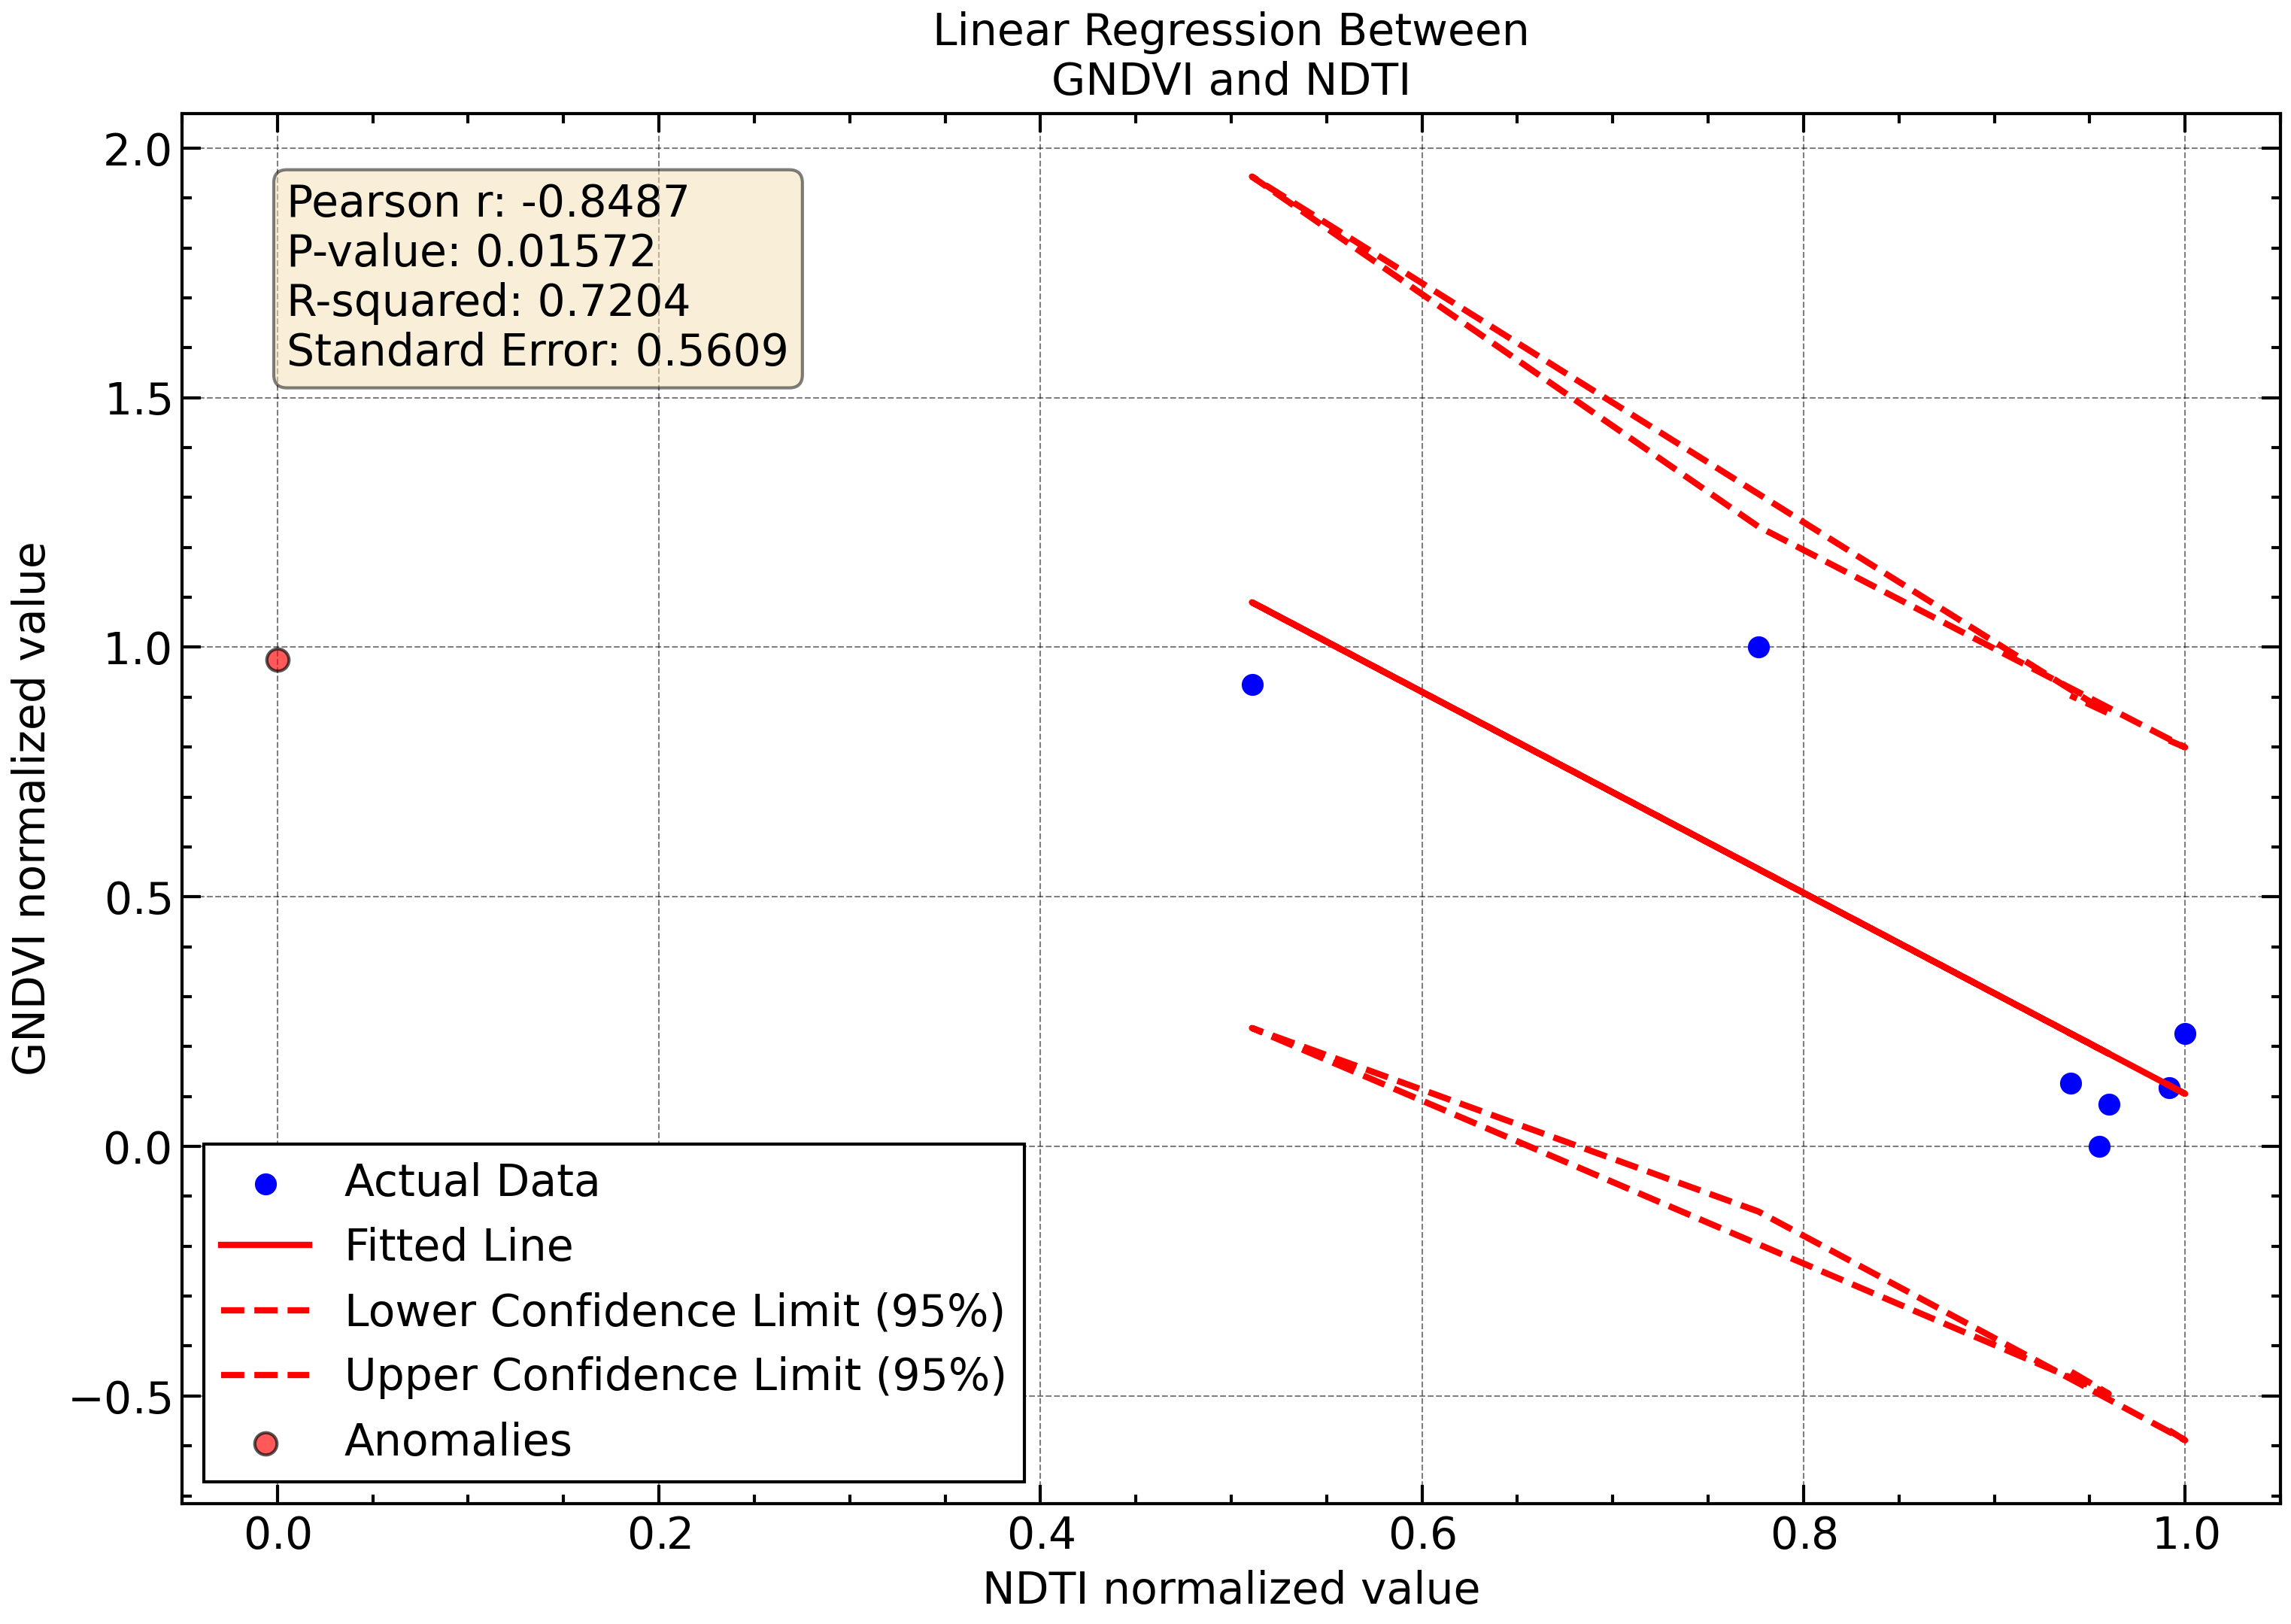 Linear Regression Between
GNDVI and NDTI
2.0
1.5
1.0
0.5
0.0
−0.5
GNDVI normalized value
Pearson r: -0.8487
P-value: 0.01572
R-squared: 0.7204
Standard Error: 0.5609
Actual Data
Fitted Line
Lower Confidence Limit (95%)
Upper Confidence Limit (95%)
Anomalies
0.0 0.2 0.4 0.6 0.8 1.0
NDTI normalized value